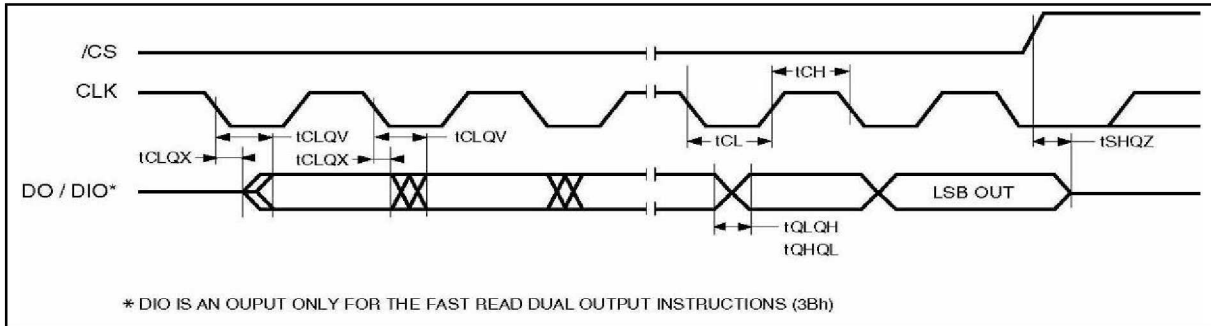 /CS
tCH
CLK
tCLQV
tCLQV
tCL
tSHQZ
tCLQX
tCLQX
DO / DIO*
LSB OUT
tQLQH
tQHQL
* DIO IS AN OUPUT ONLY FOR THE FAST READ DUAL OUTPUT INSTRUCTIONS (3Bh)